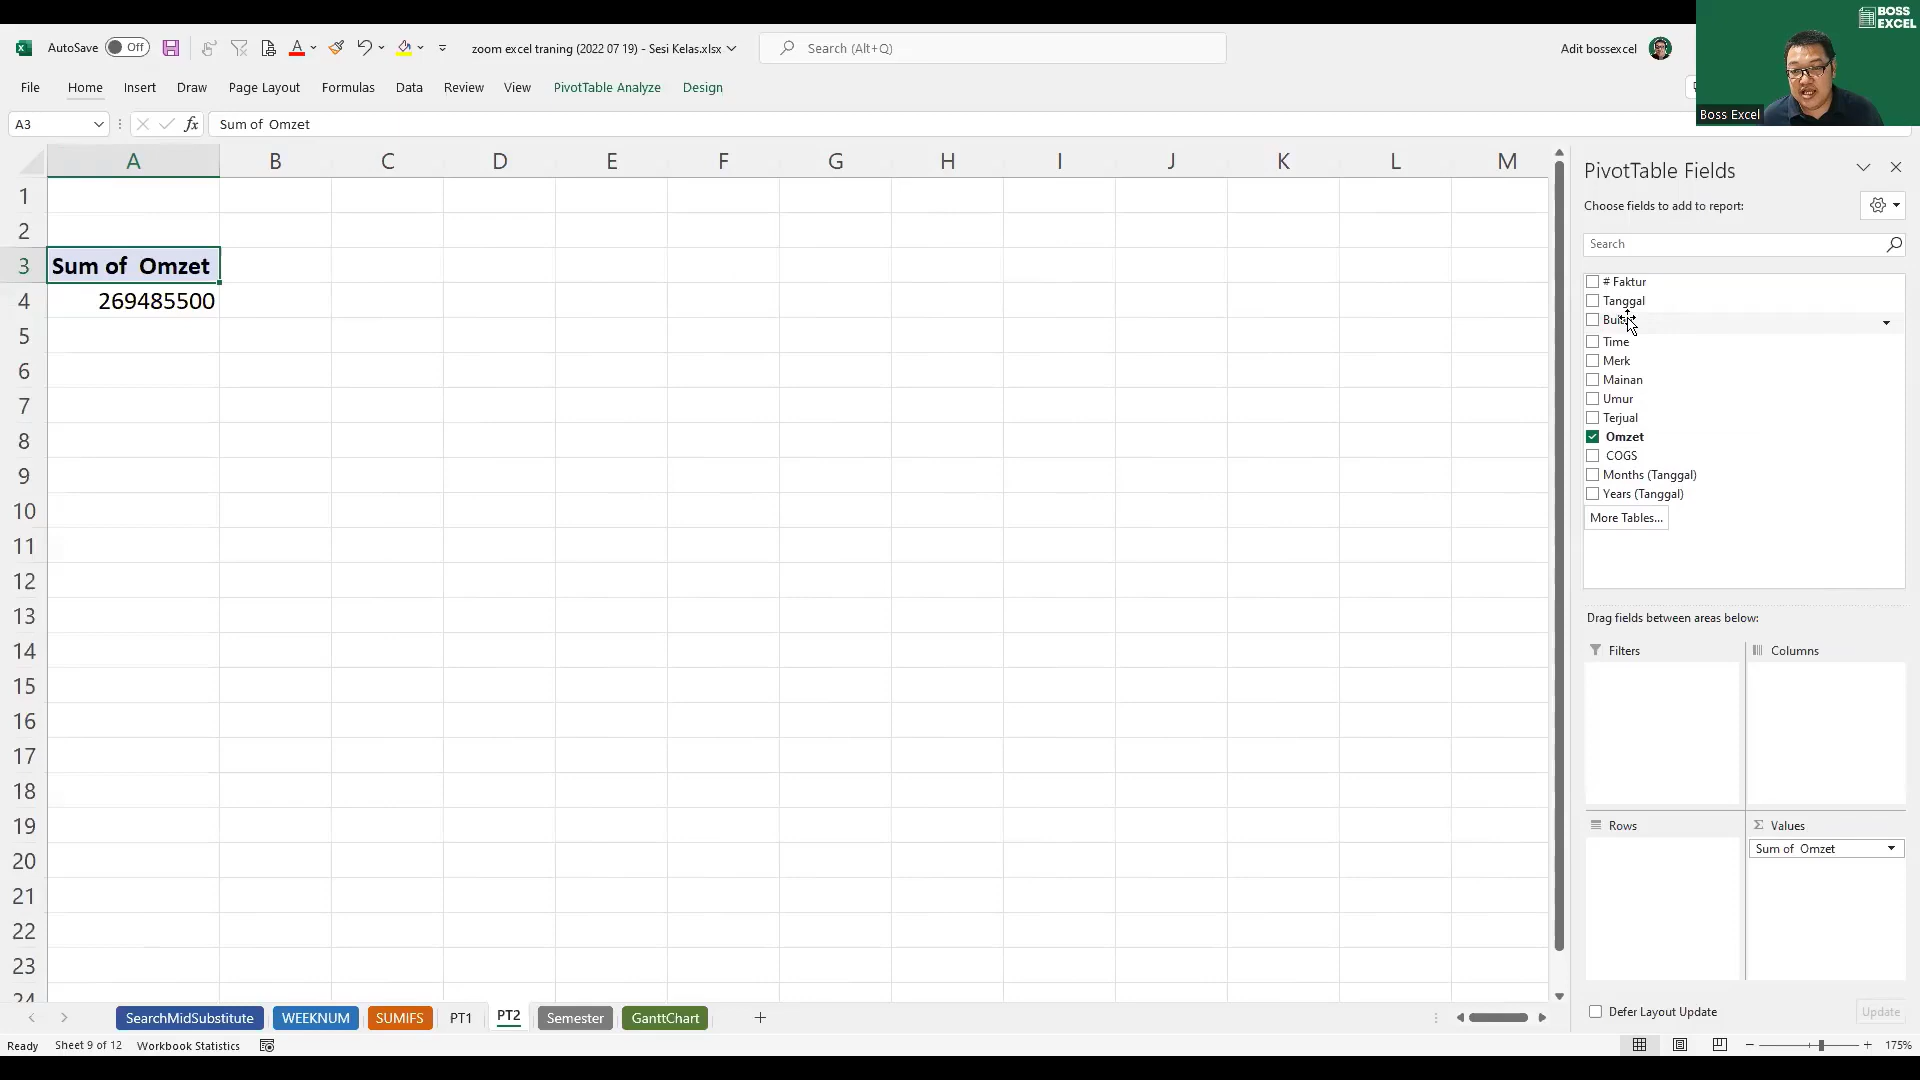 BOSS
EXCEL
Boss Excel
AutoSave Off
zoom excel traning (2022 07 19) - Sesi Kelas.xlsx
Search (Alt+Q)
Adit bossexcel
File Home Insert Draw Page Layout Formulas Data Review View PivotTable Analyze Design
A3 fx Sum of Omzet
A B C D E F G H I J K L M
1
2
3 Sum of Omzet
4 269485500
5
6
7
8
9
10
11
12
13
14
15
16
17
18
19
20
21
22
23
24
PivotTable Fields
Choose fields to add to report:
Search
# Faktur
Tanggal
Time
Merk
Mainan
Umur
Terjual
Omzet
COGS
Months (Tanggal)
Years (Tanggal)
More Tables...
Drag fields between areas below:
Filters Columns
Rows Values
Sum of Omzet
Defer Layout Update Update
SearchMidSubstitute WEEKNUM SUMIFS PT1 PT2 Semester GanttChart
Ready Sheet 9 of 12 Workbook Statistics 175%